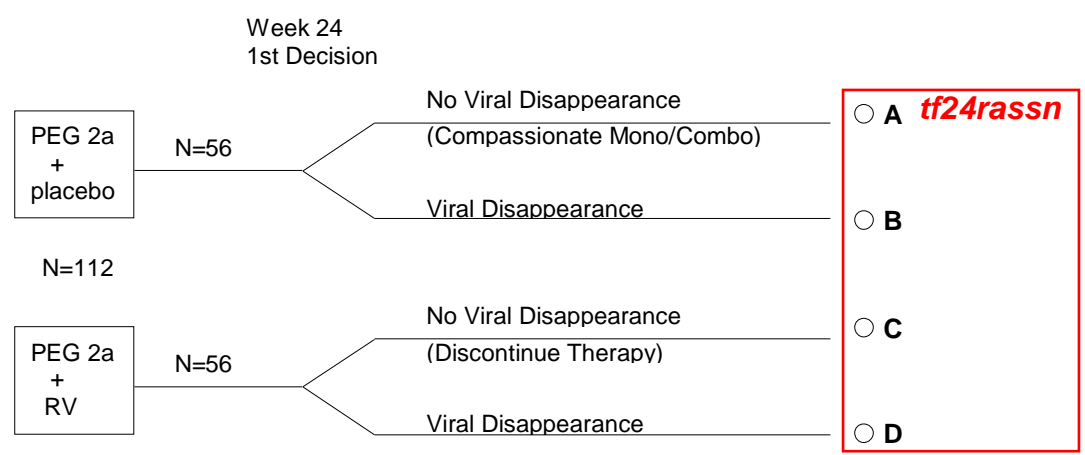 Week 24
1st Decision
No Viral Disappearance
(Compassionate Mono/Combo)
A tf24rassn
PEG 2a
+
placebo
N=56
Viral Disappearance
B
N=112
No Viral Disappearance
(Discontinue Therapy)
C
PEG 2a
+
RV
N=56
Viral Disappearance
D